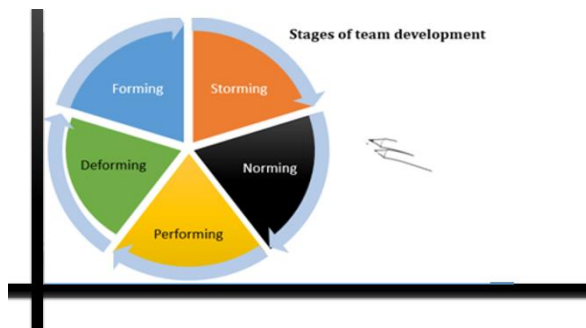 Stages of team development
Forming
Storming
Deforming
Norming
Performing